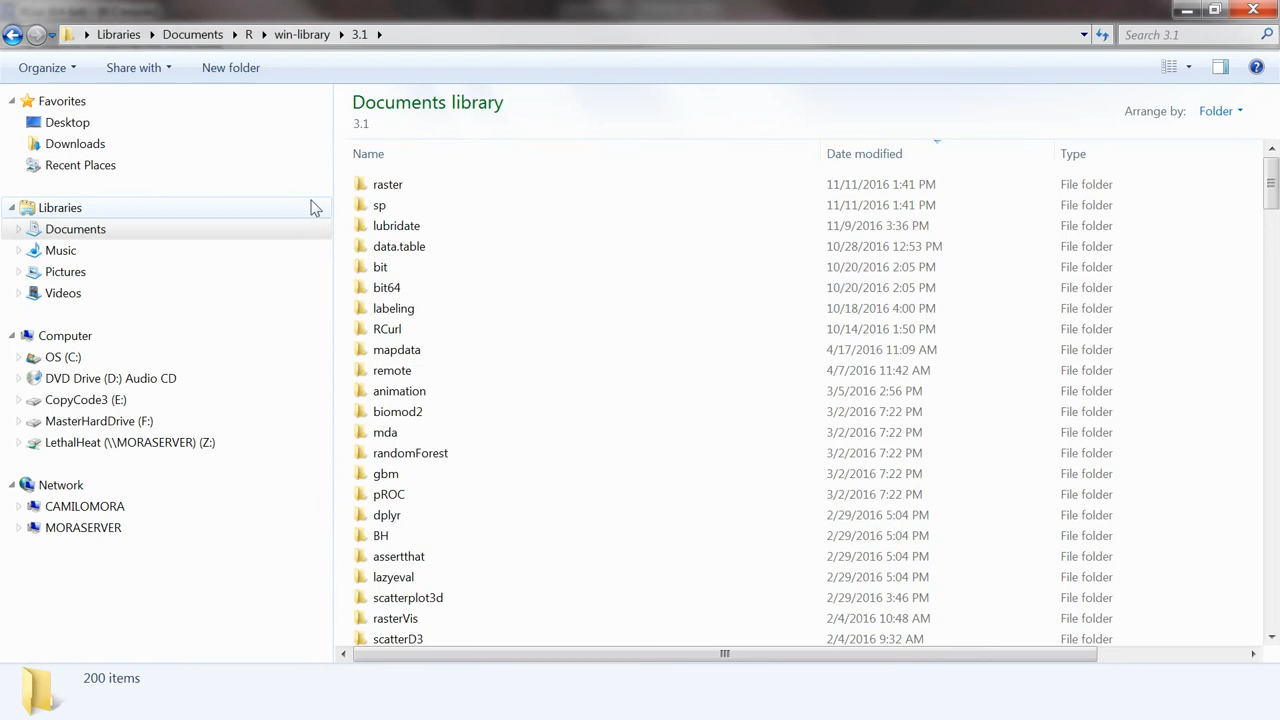 Libraries Documents R win-library 3.1 Search 3.1
Organize Share with New folder
Favorites
Desktop
Downloads
Recent Places
Libraries
Documents
Music
Pictures
Videos
Computer
OS (C:)
DVD Drive (D:) Audio CD
CopyCode3 (E:)
MasterHardDrive (F:)
LethalHeat (\\MORASERVER) (Z:)
Network
CAMILOMORA
MORASERVER
Documents library
3.1
Arrange by: Folder
Name Date modified Type
raster 11/11/2016 1:41 PM File folder
sp 11/11/2016 1:41 PM File folder
lubridate 11/9/2016 3:36 PM File folder
data.table 10/28/2016 12:53 PM File folder
bit 10/20/2016 2:05 PM File folder
bit64 10/20/2016 2:05 PM File folder
labeling 10/18/2016 4:00 PM File folder
RCurl 10/14/2016 1:50 PM File folder
mapdata 4/17/2016 11:09 AM File folder
remote 4/7/2016 11:42 AM File folder
animation 3/5/2016 2:56 PM File folder
biomod2 3/2/2016 7:22 PM File folder
mda 3/2/2016 7:22 PM File folder
randomForest 3/2/2016 7:22 PM File folder
gbm 3/2/2016 7:22 PM File folder
pROC 3/2/2016 7:22 PM File folder
dplyr 2/29/2016 5:04 PM File folder
BH 2/29/2016 5:04 PM File folder
assertthat 2/29/2016 5:04 PM File folder
lazyeval 2/29/2016 5:04 PM File folder
scatterplot3d 2/29/2016 3:46 PM File folder
rasterVis 2/4/2016 10:48 AM File folder
scatterD3 2/4/2016 9:32 AM File folder
200 items